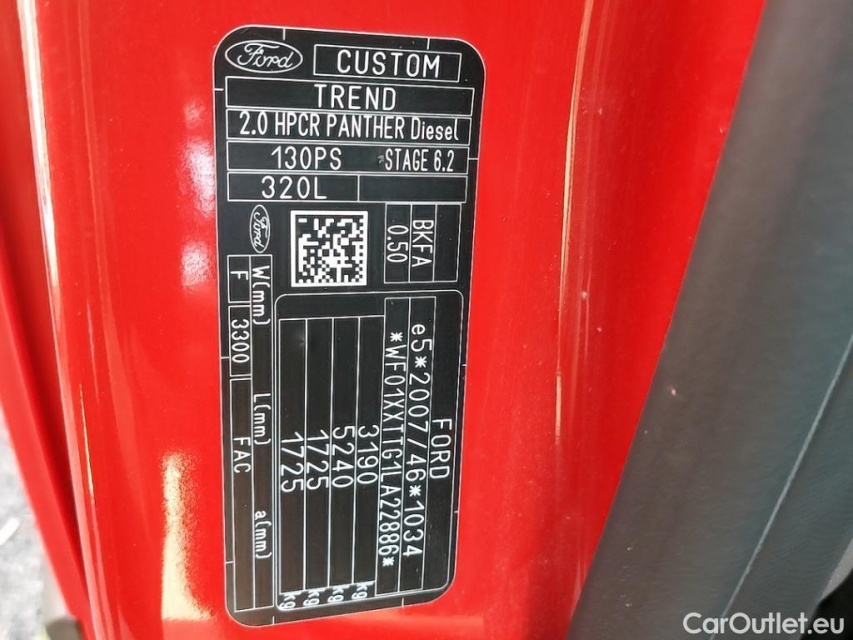 Ford CUSTOM
TREND
2.0 HPCR PANTHER Diesel
130PS STAGE 6.2
320L
Ford
BKFA
0.50
FORD
e5*2007/46*1034
*WF01XXTTG1LA22886*
3190 kg
5240 kg
1725 kg
1725 kg
W(mm) L(mm) a(mm)
F 3300 FAC
CarOutlet.eu